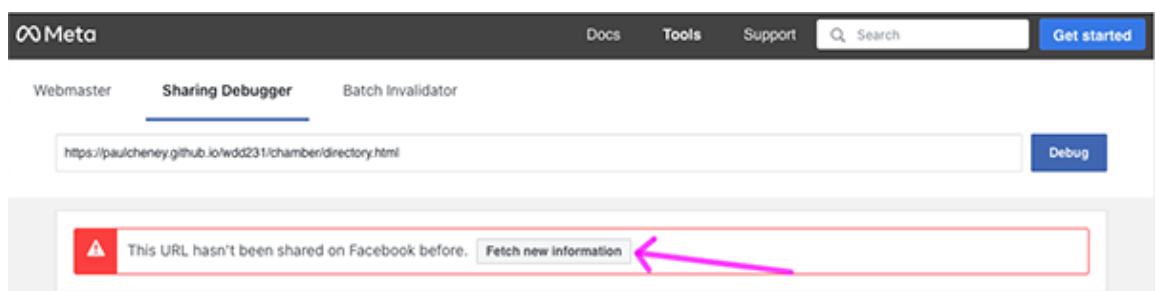 Meta Docs Tools Support Search Get started
Webmaster Sharing Debugger Batch Invalidator
https://paulcheney.github.io/wdd231/chamber/directory.html Debug
This URL hasn't been shared on Facebook before. Fetch new information